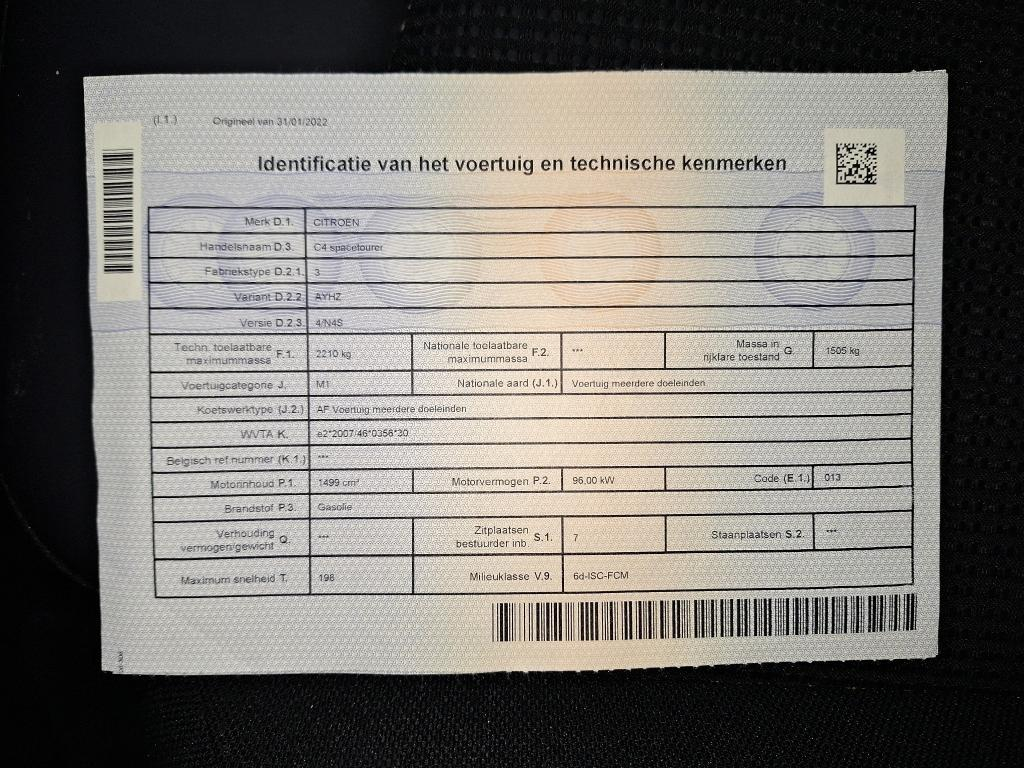 (I.1.) Origineel van 31/01/2022
Identificatie van het voertuig en technische kenmerken
Merk D.1. CITROEN
Handelsnaam D.3. C4 spacetourer
Fabriekstype D.2.1. 3
Variant D.2.2. AYHZ
Versie D.2.3. 4/N4S
Techn. toelaatbare maximummassa F.1. 2210 kg Nationale toelaatbare maximummassa F.2. *** Massa in rijklare toestand G. 1505 kg
Voertuigcategorie J. M1 Nationale aard (J.1.) Voertuig meerdere doeleinden
Koetswerktype (J.2.) AF Voertuig meerdere doeleinden
WVTA K. e2*2007/46*0356*30
Belgisch ref nummer (K.1.) ***
Motorinhoud P.1. 1499 cm³ Motorvermogen P.2. 96,00 kW Code (E.1.) 013
Brandstof P.3. Gasolie
Verhouding vermogen/gewicht Q. *** Zitplaatsen bestuurder inb. S.1. 7 Staanplaatsen S.2. ***
Maximum snelheid T. 198 Milieuklasse V.9. 6d-ISC-FCM